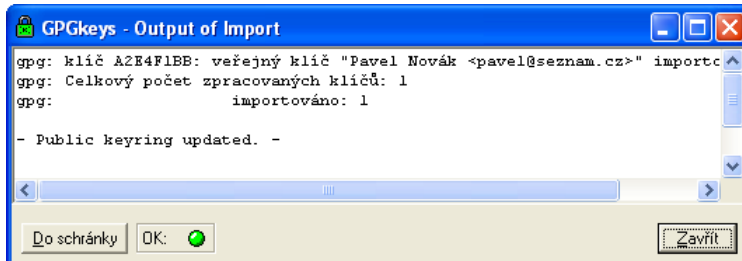 GPGkeys - Output of Import
gpg: klíč A2E4F1BB: veřejný klíč "Pavel Novák <pavel@seznam.cz>" importo
gpg: Celkový počet zpracovaných klíčů: 1
gpg:                  importováno: 1
- Public keyring updated. -
Do schránky OK: Zavřít